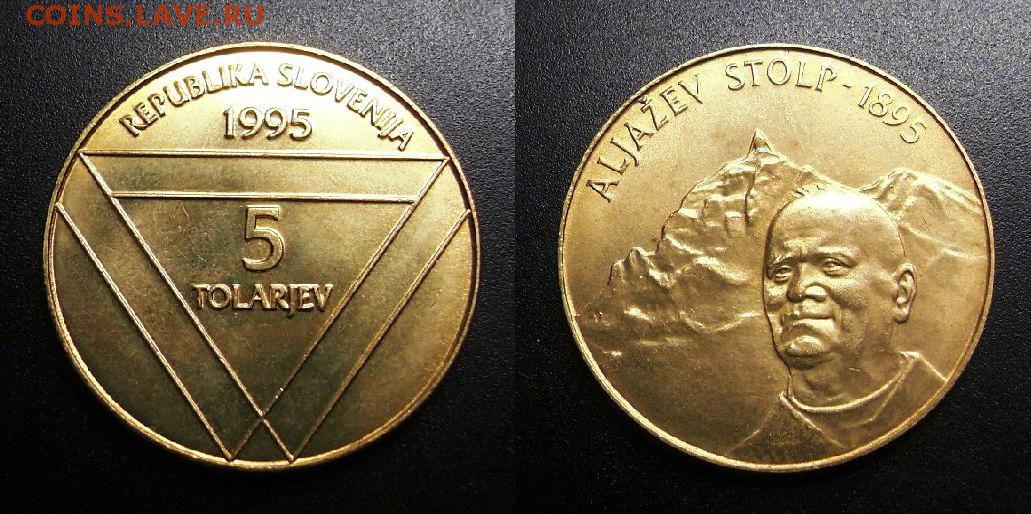 COINS.LAVE.RU
REPUBLIKA SLOVENIJA
1995
5
TOLARJEV
ALJAŽEV STOLP - 1895